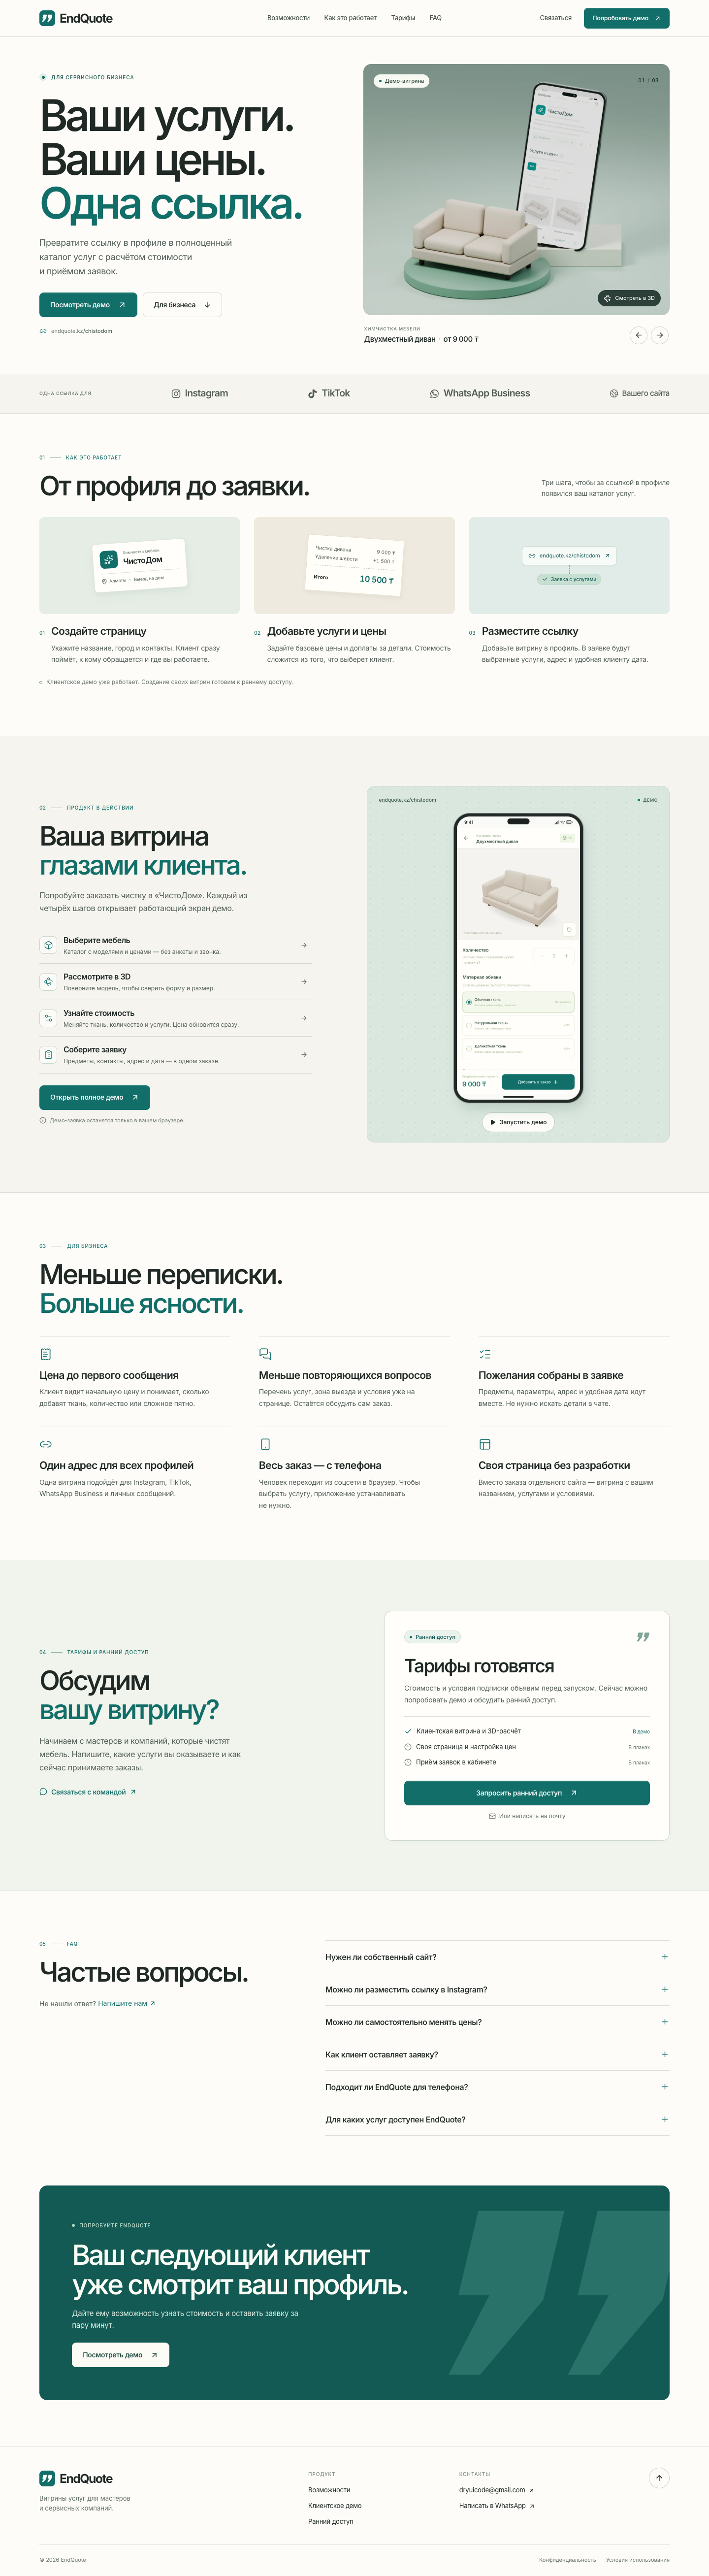 EndQuote
Возможности
Как это работает
Тарифы
FAQ
Связаться
Попробовать демо
ДЛЯ СЕРВИСНОГО БИЗНЕСА
Ваши услуги.
Ваши цены.
Одна ссылка.
Превратите ссылку в профиле в полноценный
каталог услуг с расчётом стоимости
и приёмом заявок.
Посмотреть демо
Для бизнеса
endquote.kz/chistodom
Демо-витрина
01 / 03
ЧистоДом
Смотреть в 3D
ХИМЧИСТКА МЕБЕЛИ
Двухместный диван · от 9 000 ₸
ОДНА ССЫЛКА ДЛЯ
Instagram
TikTok
WhatsApp Business
Вашего сайта
01 КАК ЭТО РАБОТАЕТ
От профиля до заявки.
Три шага, чтобы за ссылкой в профиле
появился ваш каталог услуг.
Химчистка мебели
ЧистоДом
Алматы · Выезд на дом
Чистка дивана 9 000 ₸
Удаление шерсти +1 500 ₸
Итого 10 500 ₸
endquote.kz/chistodom
Заявка с услугами
01 Создайте страницу
Укажите название, город и контакты. Клиент сразу
поймёт, к кому обращается и где вы работаете.
02 Добавьте услуги и цены
Задайте базовые цены и доплаты за детали. Стоимость
сложится из того, что выберет клиент.
03 Разместите ссылку
Добавьте витрину в профиль. В заявке будут
выбранные услуги, адрес и удобная клиенту дата.
Клиентское демо уже работает. Создание своих витрин готовим к раннему доступу.
02 ПРОДУКТ В ДЕЙСТВИИ
Ваша витрина
глазами клиента.
Попробуйте заказать чистку в «ЧистоДом». Каждый из
четырёх шагов открывает работающий экран демо.
Выберите мебель
Каталог с моделями и ценами — без анкеты и звонка.
Рассмотрите в 3D
Поверните модель, чтобы сверить форму и размер.
Узнайте стоимость
Меняйте ткань, количество и услуги. Цена обновится сразу.
Соберите заявку
Предметы, контакты, адрес и дата — в одном заказе.
Открыть полное демо
Демо-заявка останется только в вашем браузере.
endquote.kz/chistodom
ДЕМО
9:41
Двухместный диван
Количество
1
Материал обивки
Обычная ткань
Натуральная ткань
Деликатная ткань
9 000 ₸
Добавить в заказ
Запустить демо
03 ДЛЯ БИЗНЕСА
Меньше переписки.
Больше ясности.
Цена до первого сообщения
Клиент видит начальную цену и понимает, сколько
добавят ткань, количество или сложное пятно.
Меньше повторяющихся вопросов
Перечень услуг, зона выезда и условия уже на
странице. Остаётся обсудить сам заказ.
Пожелания собраны в заявке
Предметы, параметры, адрес и удобная дата идут
вместе. Не нужно искать детали в чате.
Один адрес для всех профилей
Одна витрина подойдёт для Instagram, TikTok,
WhatsApp Business и личных сообщений.
Весь заказ — с телефона
Человек переходит из соцсети в браузер. Чтобы
выбрать услугу, приложение устанавливать
не нужно.
Своя страница без разработки
Вместо заказа отдельного сайта — витрина с вашим
названием, услугами и условиями.
04 ТАРИФЫ И РАННИЙ ДОСТУП
Обсудим
вашу витрину?
Начинаем с мастеров и компаний, которые чистят
мебель. Напишите, какие услуги вы оказываете и как
сейчас принимаете заказы.
Связаться с командой
Ранний доступ
Тарифы готовятся
Стоимость и условия подписки объявим перед запуском. Сейчас можно
попробовать демо и обсудить ранний доступ.
Клиентская витрина и 3D-расчёт В демо
Своя страница и настройка цен В планах
Приём заявок в кабинете В планах
Запросить ранний доступ
Или написать на почту
05 FAQ
Частые вопросы.
Не нашли ответ? Напишите нам
Нужен ли собственный сайт?
Можно ли разместить ссылку в Instagram?
Можно ли самостоятельно менять цены?
Как клиент оставляет заявку?
Подходит ли EndQuote для телефона?
Для каких услуг доступен EndQuote?
ПОПРОБУЙТЕ ENDQUOTE
Ваш следующий клиент
уже смотрит ваш профиль.
Дайте ему возможность узнать стоимость и оставить заявку за
пару минут.
Посмотреть демо
EndQuote
Витрины услуг для мастеров
и сервисных компаний.
ПРОДУКТ
Возможности
Клиентское демо
Ранний доступ
КОНТАКТЫ
dryuicode@gmail.com
Написать в WhatsApp
© 2026 EndQuote
Конфиденциальность
Условия использования